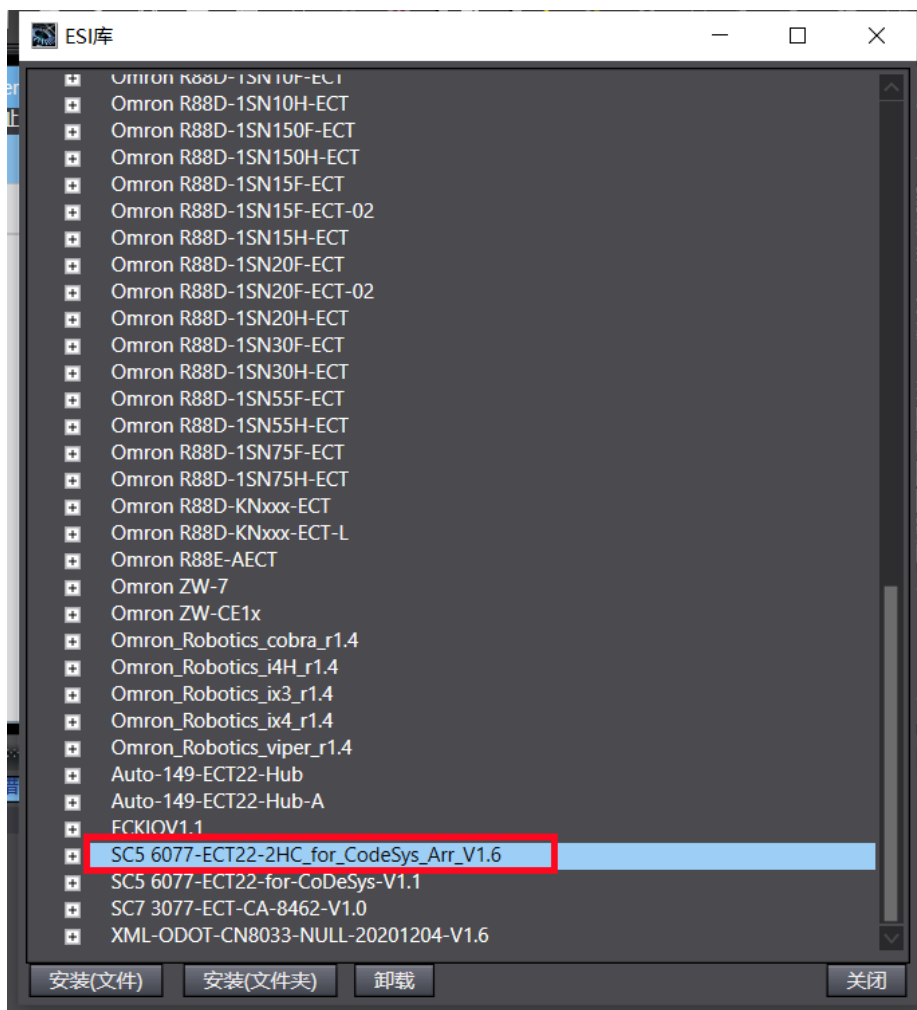 ESI库
Omron R88D-1SN10F-ECT
Omron R88D-1SN10H-ECT
Omron R88D-1SN150F-ECT
Omron R88D-1SN150H-ECT
Omron R88D-1SN15F-ECT
Omron R88D-1SN15F-ECT-02
Omron R88D-1SN15H-ECT
Omron R88D-1SN20F-ECT
Omron R88D-1SN20F-ECT-02
Omron R88D-1SN20H-ECT
Omron R88D-1SN30F-ECT
Omron R88D-1SN30H-ECT
Omron R88D-1SN55F-ECT
Omron R88D-1SN55H-ECT
Omron R88D-1SN75F-ECT
Omron R88D-1SN75H-ECT
Omron R88D-KNxxx-ECT
Omron R88D-KNxxx-ECT-L
Omron R88E-AECT
Omron ZW-7
Omron ZW-CE1x
Omron_Robotics_cobra_r1.4
Omron_Robotics_i4H_r1.4
Omron_Robotics_ix3_r1.4
Omron_Robotics_ix4_r1.4
Omron_Robotics_viper_r1.4
Auto-149-ECT22-Hub
Auto-149-ECT22-Hub-A
ECKIOV1.1
SC5 6077-ECT22-2HC_for_CodeSys_Arr_V1.6
SC5 6077-ECT22-for-CoDeSys-V1.1
SC7 3077-ECT-CA-8462-V1.0
XML-ODOT-CN8033-NULL-20201204-V1.6
安装(文件) 安装(文件夹) 卸载 关闭